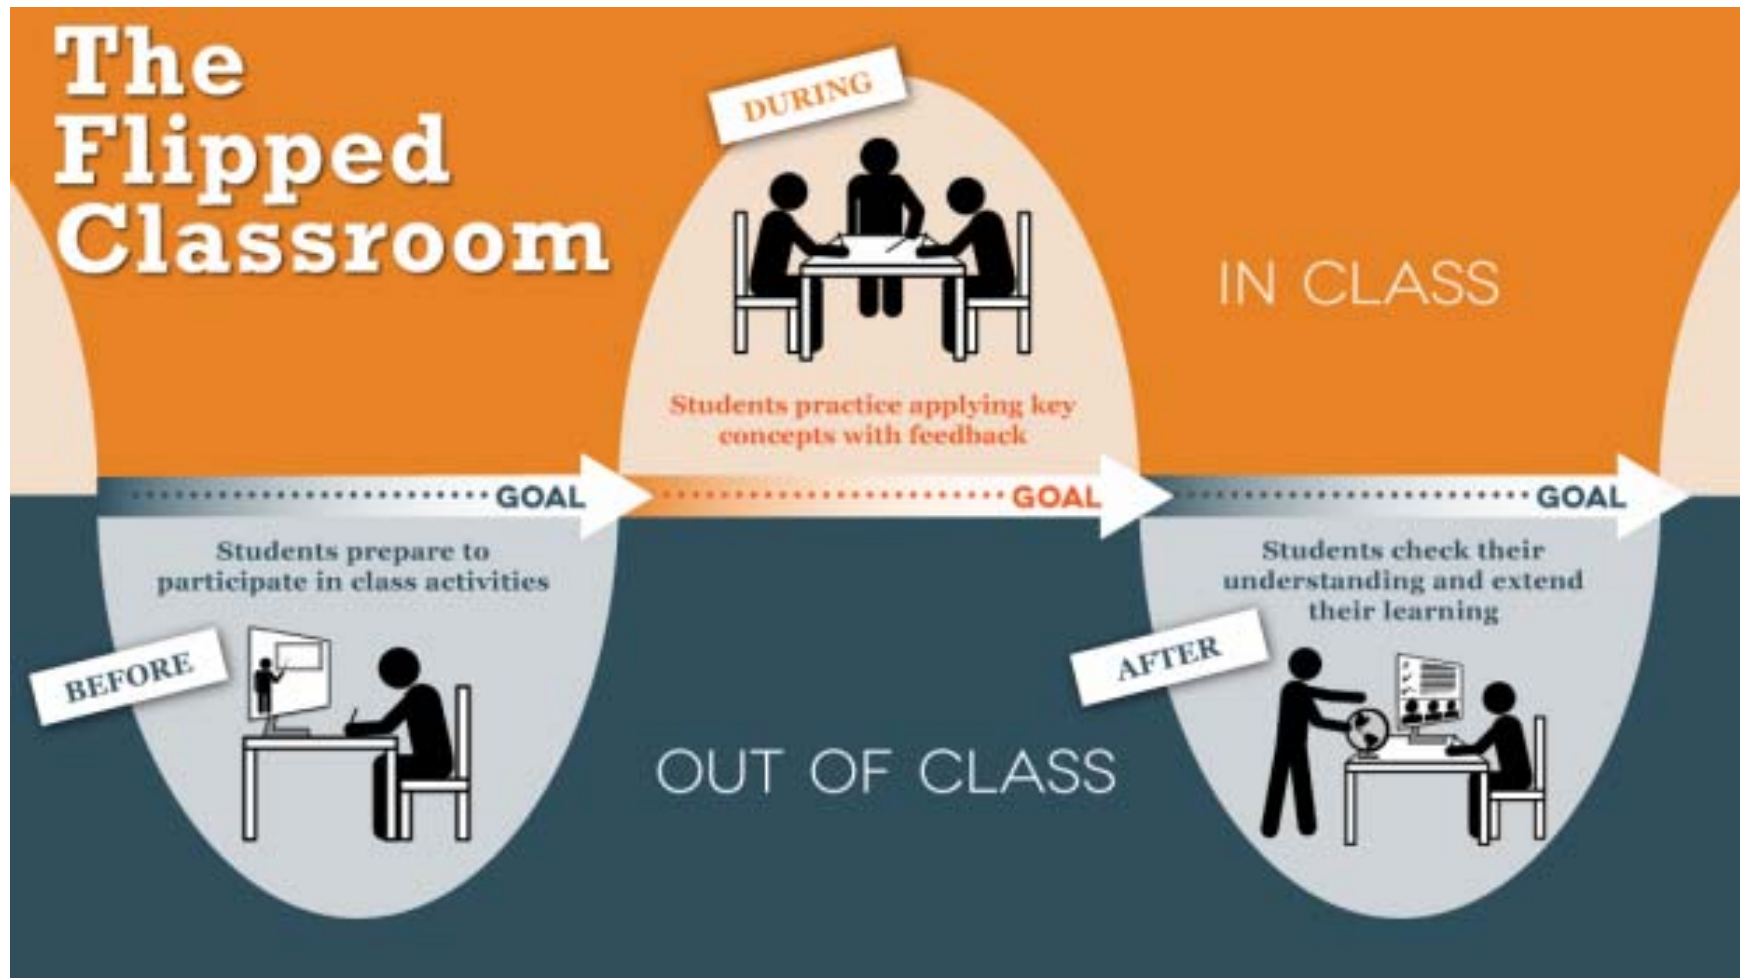 The
Flipped
Classroom
DURING
IN CLASS
Students practice applying key
concepts with feedback
GOAL
GOAL
GOAL
Students prepare to
participate in class activities
BEFORE
OUT OF CLASS
Students check their
understanding and extend
their learning
AFTER